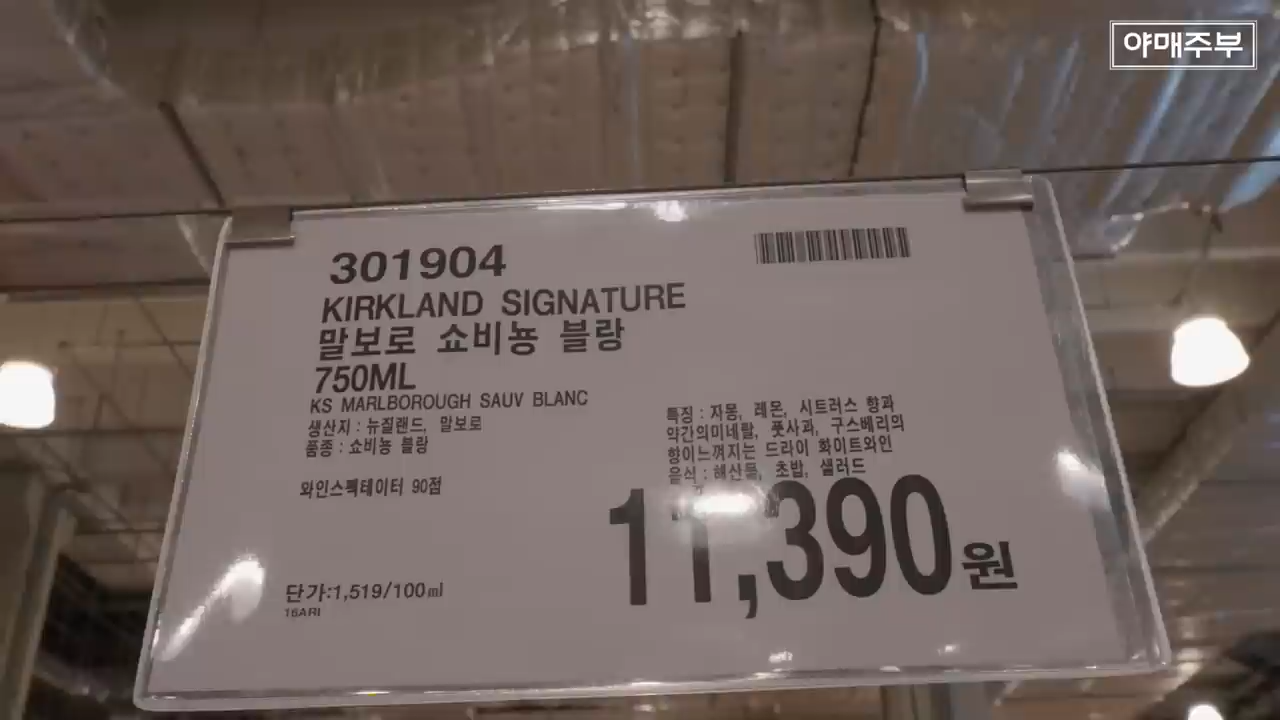 야매주부
301904
KIRKLAND SIGNATURE
말보로 쇼비뇽 블랑
750ML
KS MARLBOROUGH SAUV BLANC
생산지 : 뉴질랜드, 말보로
품종 : 쇼비뇽 블랑
와인스펙테이터 90점
특징 : 자몽, 레몬, 시트러스 향과
약간의미네랄, 풋사과, 구스베리의
향이느껴지는 드라이 화이트와인
음식 : 해산물, 초밥, 샐러드
11,390원
단가:1,519/100㎖
16ARI